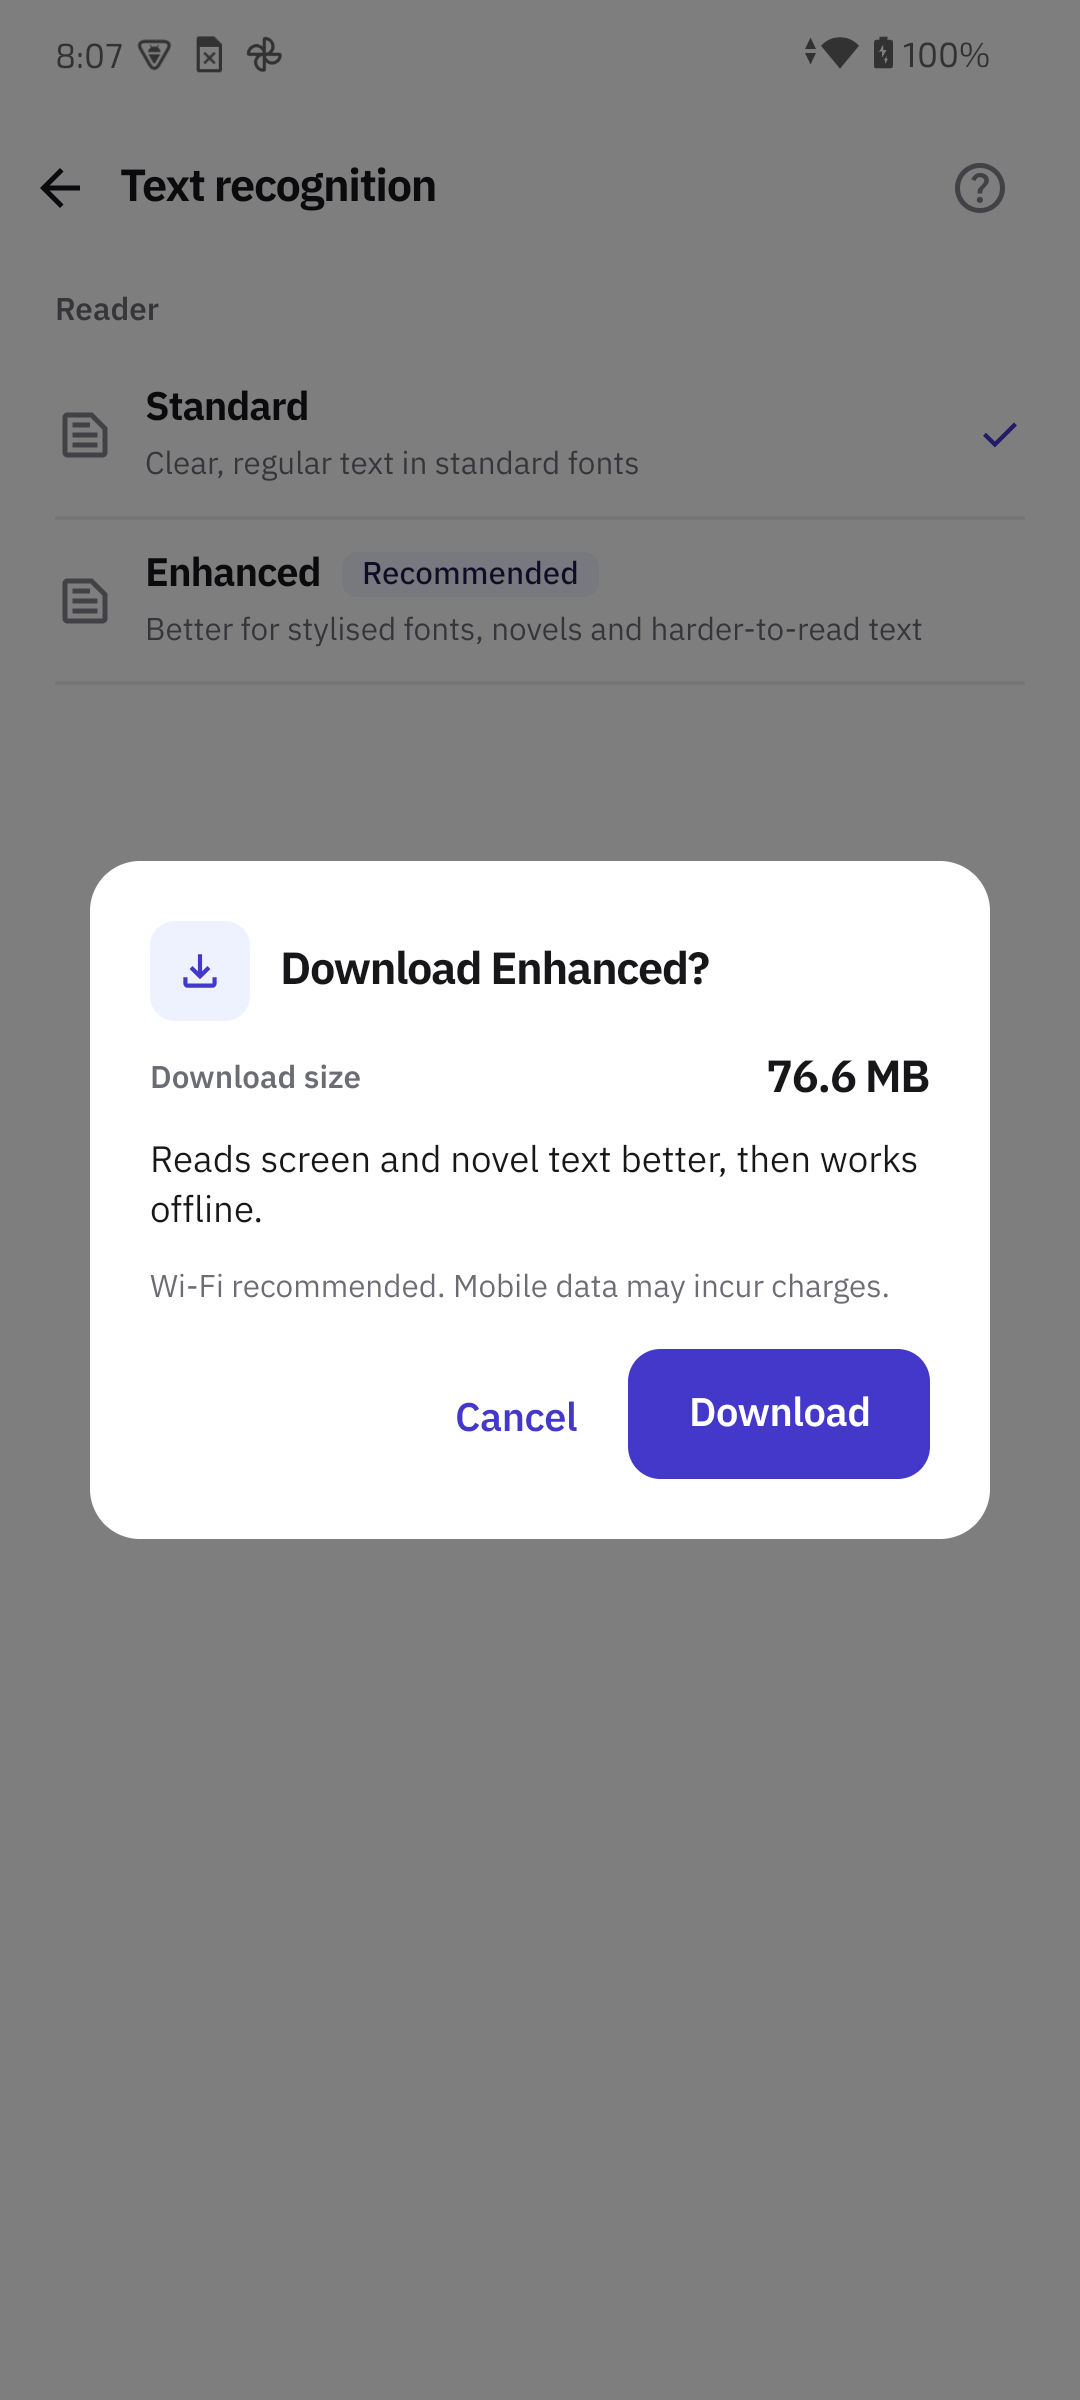 8:07
100%
Text recognition
Reader
Standard
Clear, regular text in standard fonts
Enhanced Recommended
Better for stylised fonts, novels and harder-to-read text
Download Enhanced?
Download size 76.6 MB
Reads screen and novel text better, then works
offline.
Wi-Fi recommended. Mobile data may incur charges.
Cancel Download